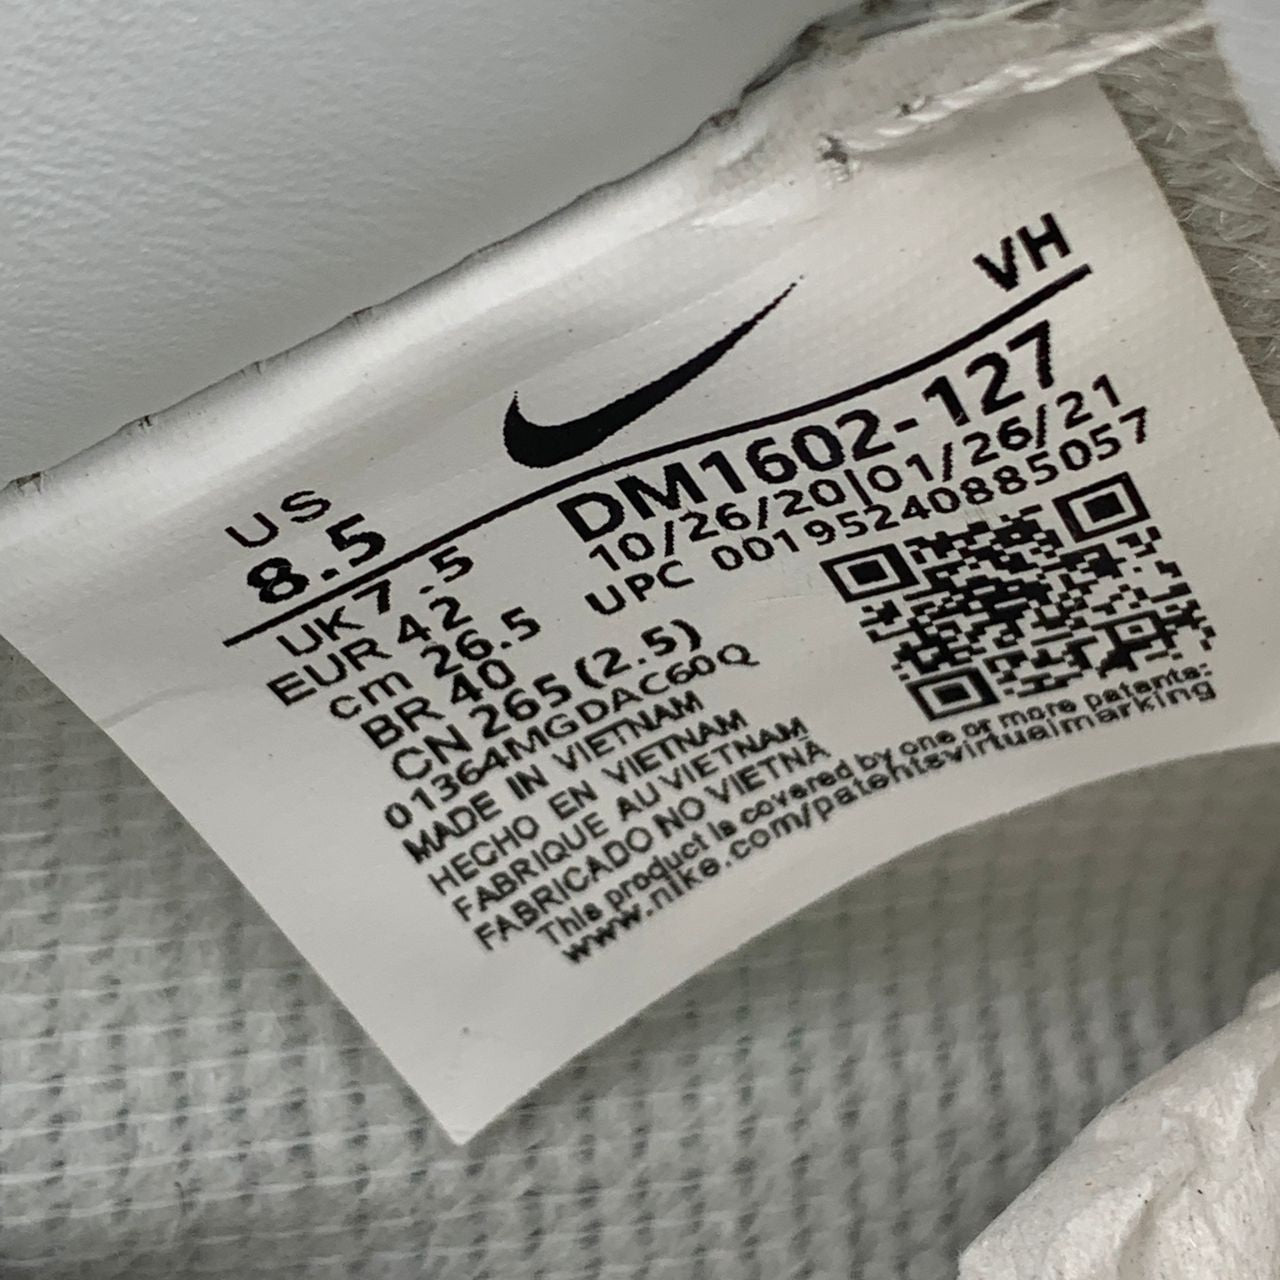 VH
US
8.5
DM1602-127
10/26/20|01/26/21
UPC 00195240885057
UK 7.5
EUR 42
cm 26.5
BR 40
CN 265 (2.5)
01364MGDAC60Q
MADE IN VIETNAM
HECHO EN VIETNAM
FABRIQUE AU VIETNAM
FABRICADO NO VIETNA
This product is covered by one or more patents:
www.nike.com/patentsvirtualmarking